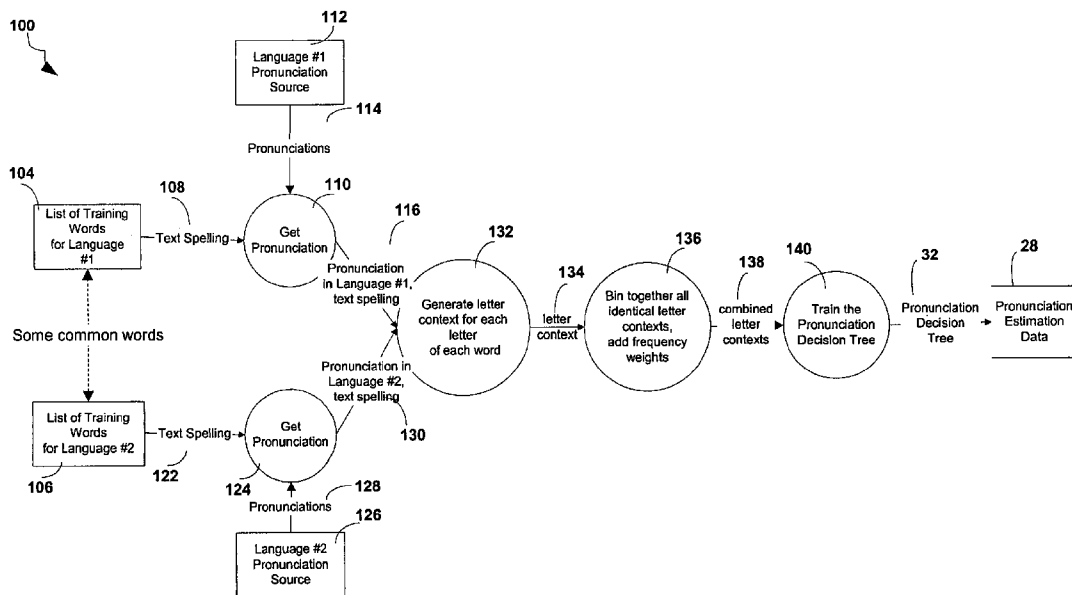 100
112
Language #1
Pronunciation
Source
114
Pronunciations
104
108
110
List of Training
Words
for Language
#1
Text Spelling
Get
Pronunciation
116
Pronunciation
in Language #1,
text spelling
132
Generate letter
context for each
letter
of each word
134
letter
context
136
Bin together all
identical letter
contexts,
add frequency
weights
138
combined
letter
contexts
140
Train the
Pronunciation
Decision Tree
32
Pronunciation
Decision
Tree
28
Pronunciation
Estimation
Data
Some common words
Pronunciation in
Language #2,
text spelling
130
List of Training
Words
for Language #2
106
Text Spelling
122
Get
Pronunciation
124
128
Pronunciations
126
Language #2
Pronunciation
Source